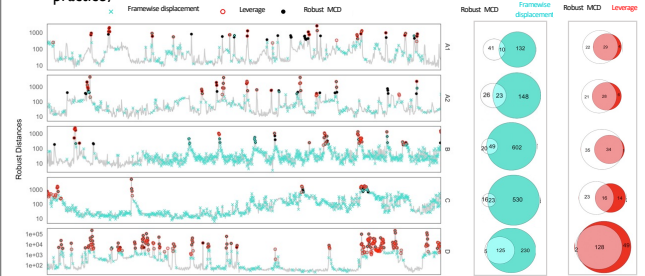 practice)
Framewise displacement Leverage Robust MCD
Robust MCD Framewise displacement
Robust MCD Leverage
Robust Distances
1000
100
10
A1
1000
100
10
A2
1000
100
10
B
1000
100
10
C
1e+05
1e+04
1e+03
1e+02
D
41 10 132
26 23 148
20 49 602
16 23 530
5 125 230
22 29
21
35 34
23 16
128